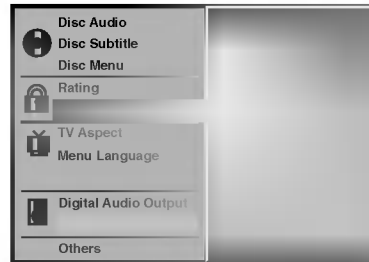 Disc Audio
Disc Subtitle
Disc Menu
Rating
TV Aspect
Menu Language
Digital Audio Output
Others